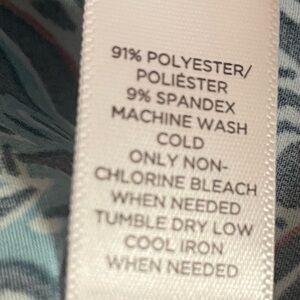 91% POLYESTER/
POLIÉSTER
9% SPANDEX
MACHINE WASH
COLD
ONLY NON-
CHLORINE BLEACH
WHEN NEEDED
TUMBLE DRY LOW
COOL IRON
WHEN NEEDED